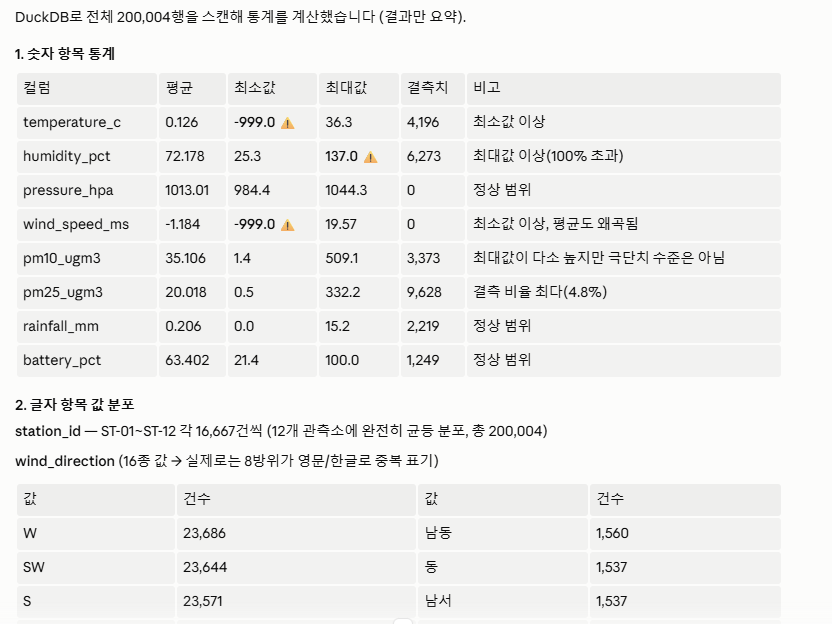 DuckDB로 전체 200,004행을 스캔해 통계를 계산했습니다 (결과만 요약).
1. 숫자 항목 통계
컬럼 평균 최소값 최대값 결측치 비고
temperature_c 0.126 -999.0 ⚠️ 36.3 4,196 최소값 이상
humidity_pct 72.178 25.3 137.0 ⚠️ 6,273 최대값 이상(100% 초과)
pressure_hpa 1013.01 984.4 1044.3 0 정상 범위
wind_speed_ms -1.184 -999.0 ⚠️ 19.57 0 최소값 이상, 평균도 왜곡됨
pm10_ugm3 35.106 1.4 509.1 3,373 최대값이 다소 높지만 극단치 수준은 아님
pm25_ugm3 20.018 0.5 332.2 9,628 결측 비율 최다(4.8%)
rainfall_mm 0.206 0.0 15.2 2,219 정상 범위
battery_pct 63.402 21.4 100.0 1,249 정상 범위
2. 글자 항목 값 분포
station_id — ST-01~ST-12 각 16,667건씩 (12개 관측소에 완전히 균등 분포, 총 200,004)
wind_direction (16종 값 → 실제로는 8방위가 영문/한글로 중복 표기)
값 건수 값 건수
W 23,686 남동 1,560
SW 23,644 동 1,537
S 23,571 남서 1,537